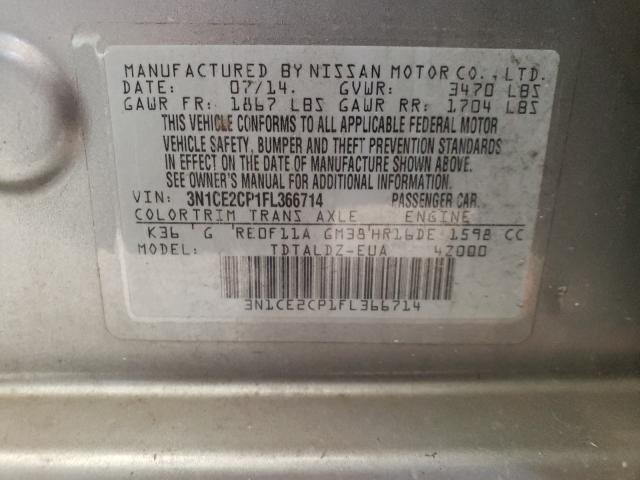 MANUFACTURED BY NISSAN MOTOR CO., LTD.
DATE: 07/14. GVWR: 3470 LBS
GAWR FR: 1867 LBS GAWR RR: 1704 LBS
THIS VEHICLE CONFORMS TO ALL APPLICABLE FEDERAL MOTOR
VEHICLE SAFETY, BUMPER AND THEFT PREVENTION STANDARDS
IN EFFECT ON THE DATE OF MANUFACTURE SHOWN ABOVE.
SEE OWNER'S MANUAL FOR ADDITIONAL INFORMATION.
VIN: 3N1CE2CP1FL366714 PASSENGER CAR
COLOR TRIM TRANS AXLE ENGINE
K36 G RE0F11A GM38 HR16DE 1598 CC
MODEL: TDTALDZ-EUA 4Z000
3N1CE2CP1FL366714